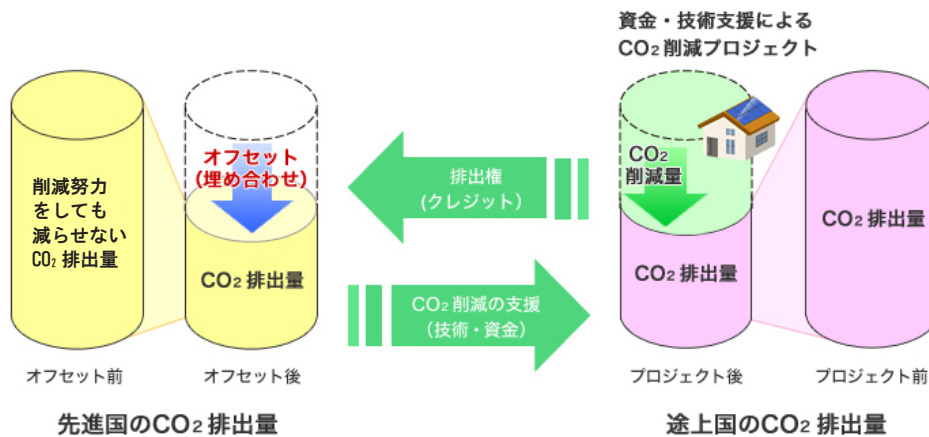 資金・技術支援による
CO2 削減プロジェクト
削減努力
をしても
減らせない
CO2 排出量
オフセット
(埋め合わせ)
CO2 排出量
排出権
(クレジット)
CO2 削減の支援
(技術・資金)
CO2
削減量
CO2 排出量
CO2 排出量
オフセット前
オフセット後
プロジェクト後
プロジェクト前
先進国のCO2 排出量
途上国のCO2 排出量